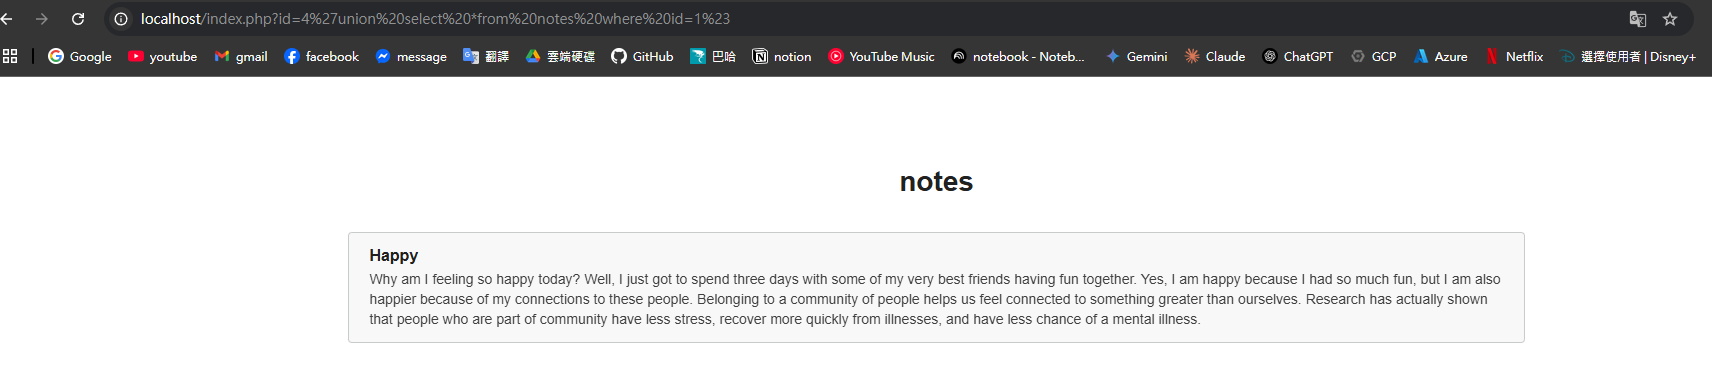 localhost/index.php?id=4%27union%20select%20*from%20notes%20where%20id=1%23
Google youtube gmail facebook message 翻譯 雲端硬碟 GitHub 巴哈 notion YouTube Music notebook - Noteb... Gemini Claude ChatGPT GCP Azure Netflix 選擇使用者 | Disney+
notes
Happy
Why am I feeling so happy today? Well, I just got to spend three days with some of my very best friends having fun together. Yes, I am happy because I had so much fun, but I am also
happier because of my connections to these people. Belonging to a community of people helps us feel connected to something greater than ourselves. Research has actually shown
that people who are part of community have less stress, recover more quickly from illnesses, and have less chance of a mental illness.